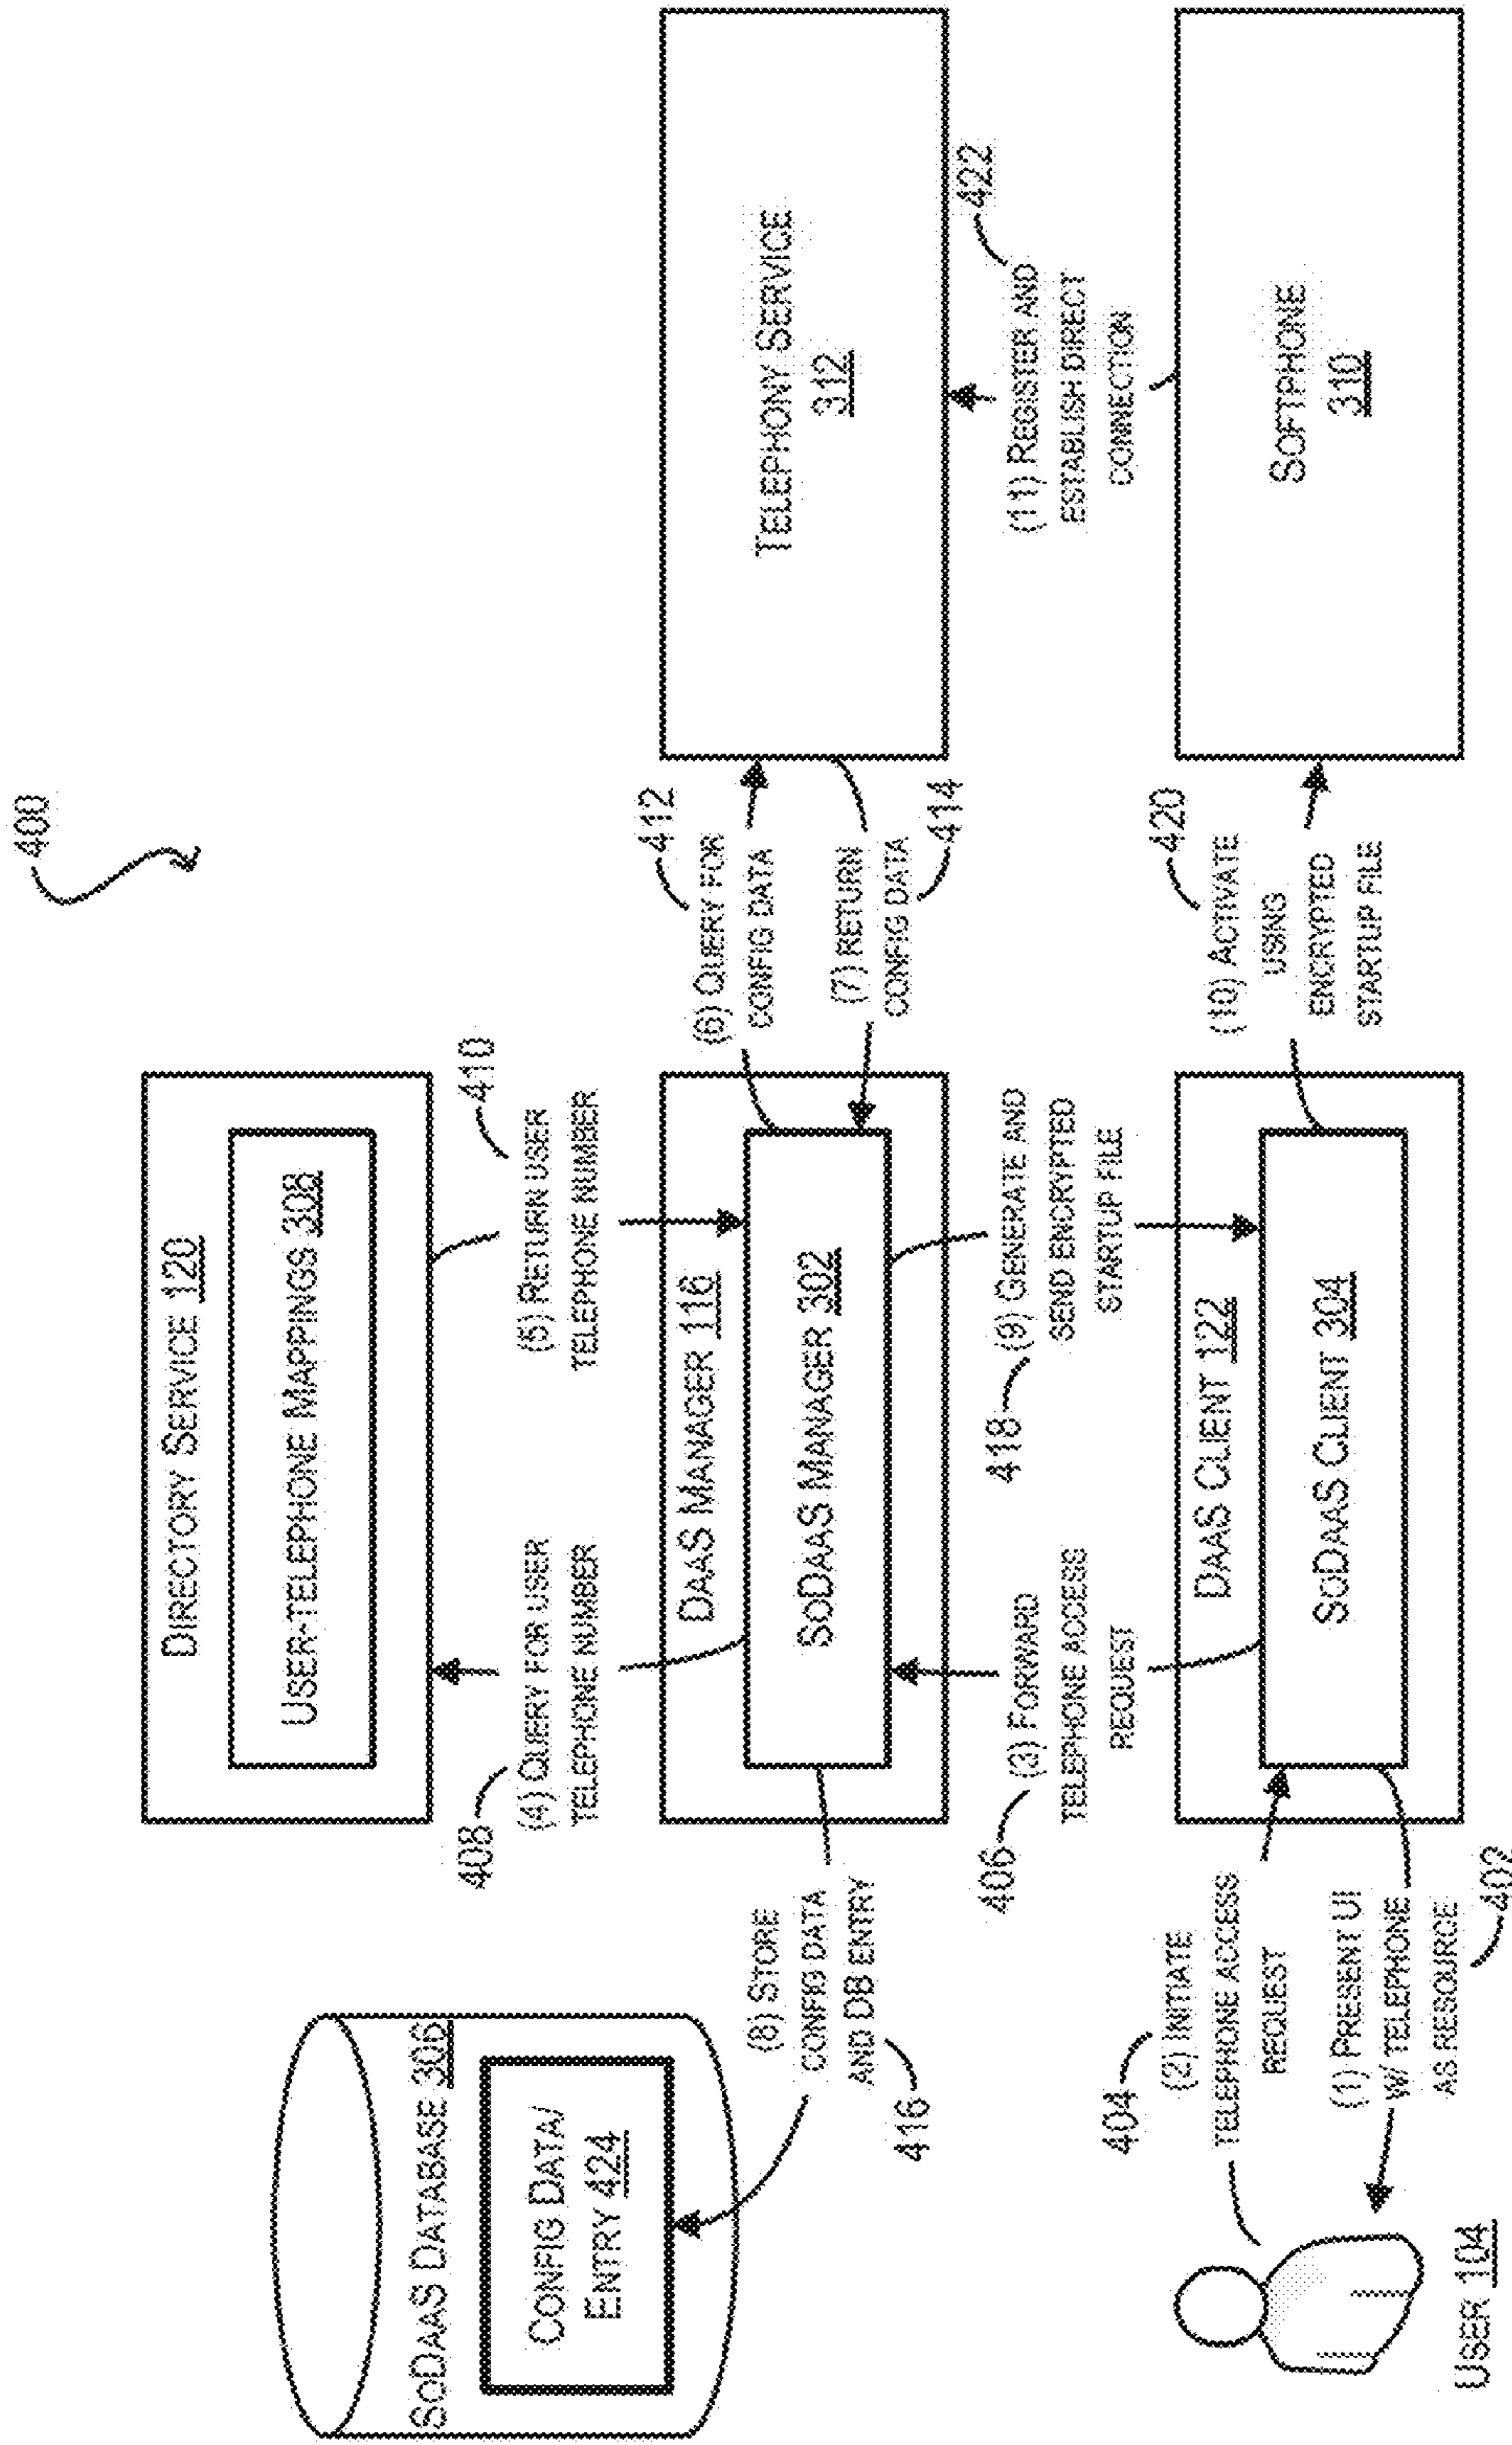 400
DIRECTORY SERVICE 120
USER-TELEPHONE MAPPINGS 308
SODAAS DATABASE 306
CONFIG DATA/
ENTRY 424
408
(4) QUERY FOR USER
TELEPHONE NUMBER
410
(5) RETURN USER
TELEPHONE NUMBER
DAAS MANAGER 116
SODAAS MANAGER 302
412
(6) QUERY FOR
CONFIG DATA
(7) RETURN
CONFIG DATA
414
TELEPHONY SERVICE
312
(8) STORE
CONFIG DATA
AND DB ENTRY
416
406
(3) FORWARD
TELEPHONE ACCESS
REQUEST
418
(9) GENERATE AND
SEND ENCRYPTED
STARTUP FILE
422
(11) REGISTER AND
ESTABLISH DIRECT
CONNECTION
404
(2) INITIATE
TELEPHONE ACCESS
REQUEST
(1) PRESENT UI
W/ TELEPHONE
AS RESOURCE
402
USER 104
DAAS CLIENT 122
SODAAS CLIENT 304
420
(10) ACTIVATE
USING
ENCRYPTED
STARTUP FILE
SOFTPHONE
310